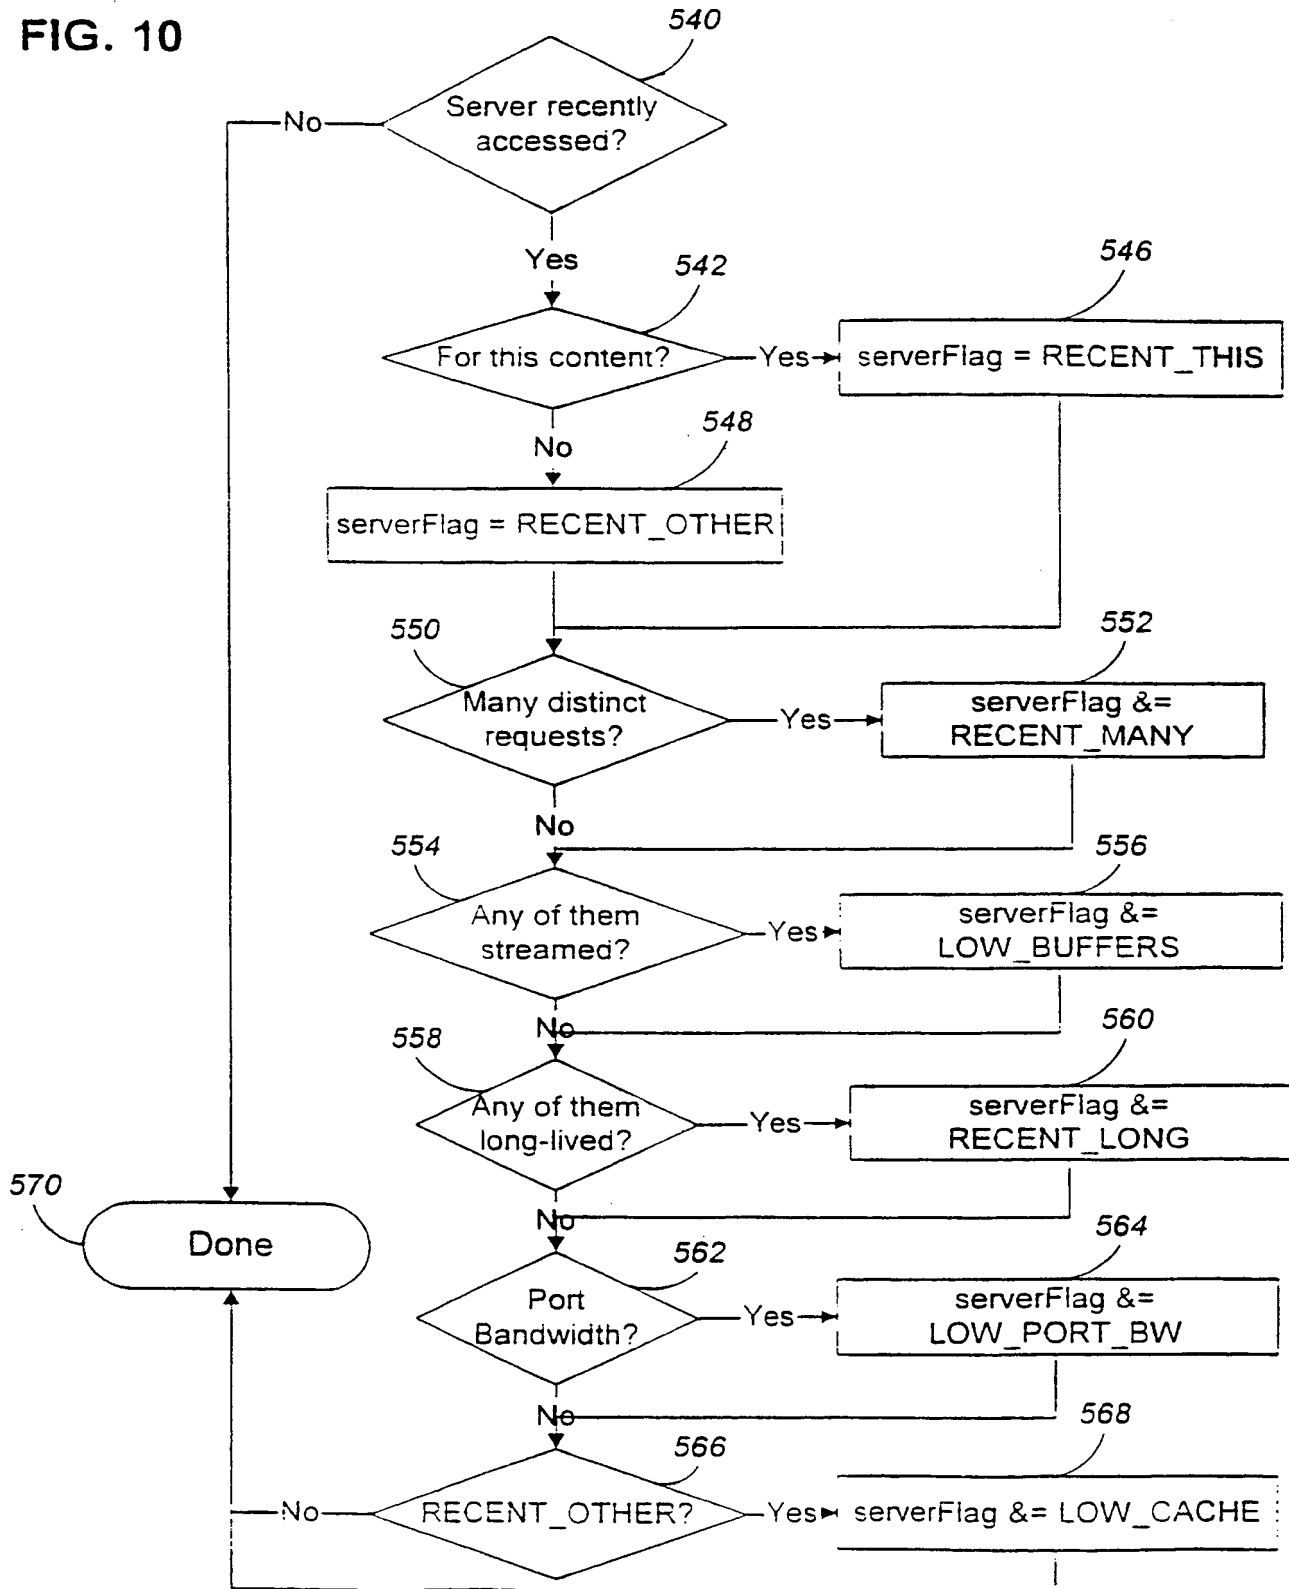 FIG. 10
540
Server recently
accessed?
No
Yes
542
546
For this content?
Yes
serverFlag = RECENT_THIS
No
548
serverFlag = RECENT_OTHER
550
552
Many distinct
requests?
Yes
serverFlag &=
RECENT_MANY
No
554
556
Any of them
streamed?
Yes
serverFlag &=
LOW_BUFFERS
No
558
560
Any of them
long-lived?
Yes
serverFlag &=
RECENT_LONG
570
Done
No
562
564
Port
Bandwidth?
Yes
serverFlag &=
LOW_PORT_BW
No
566
568
No
RECENT_OTHER?
Yes
serverFlag &= LOW_CACHE